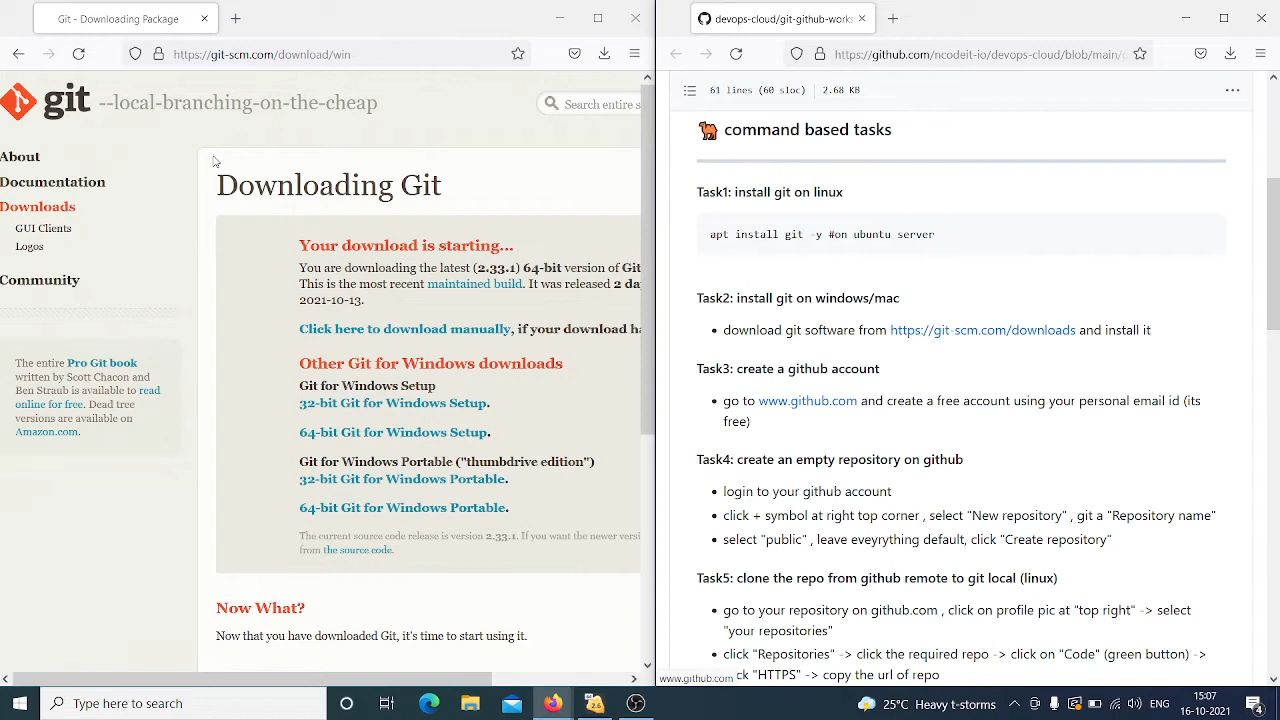 Git - Downloading Package
https://git-scm.com/download/win
git --local-branching-on-the-cheap
Search entire s
About
Documentation
Downloads
GUI Clients
Logos
Community
The entire Pro Git book
written by Scott Chacon and
Ben Straub is available to read
online for free. Dead tree
versions are available on
Amazon.com.
Downloading Git
Your download is starting...
You are downloading the latest (2.33.1) 64-bit version of Git
This is the most recent maintained build. It was released 2 da
2021-10-13.
Click here to download manually, if your download ha
Other Git for Windows downloads
Git for Windows Setup
32-bit Git for Windows Setup.
64-bit Git for Windows Setup.
Git for Windows Portable ("thumbdrive edition")
32-bit Git for Windows Portable.
64-bit Git for Windows Portable.
The current source code release is version 2.33.1. If you want the newer versi
from the source code.
Now What?
Now that you have downloaded Git, it's time to start using it.
devops-cloud/git-github-works
https://github.com/ncodeit-io/devops-cloud/blob/main/g
61 lines (60 sloc) 2.68 KB
command based tasks
Task1: install git on linux
apt install git -y #on ubuntu server
Task2: install git on windows/mac
download git software from https://git-scm.com/downloads and install it
Task3: create a github account
go to www.github.com and create a free account using your personal email id (its
free)
Task4: create an empty repository on github
login to your github account
click + symbol at right top corner , select "New repository" , git a "Repository name"
select "public" , leave eveyrything default, click "Create repository"
Task5: clone the repo from github remote to git local (linux)
go to your repository on github.com , click on profile pic at "top right" -> select
"your repositories"
click "Repositories" -> click the required repo -> click on "Code" (green button) ->
ck "HTTPS" -> copy the url of repo
www.github.com
Type here to search
2.6
25°C Heavy t-storms
15:07
16-10-2021
4